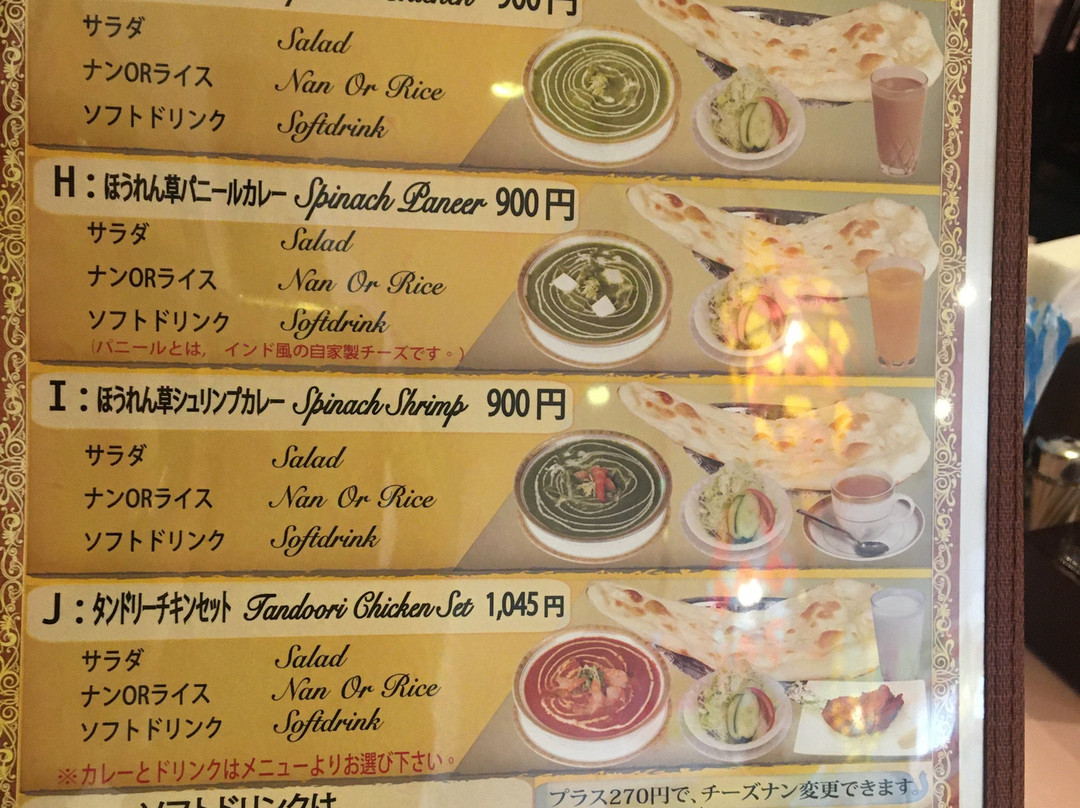 900円
サラダ Salad
ナンORライス Nan Or Rice
ソフトドリンク Softdrink
H：ほうれん草パニールカレー Spinach Paneer 900円
サラダ Salad
ナンORライス Nan Or Rice
ソフトドリンク Softdrink
(パニールとは, インド風の自家製チーズです。)
I：ほうれん草シュリンプカレー Spinach Shrimp 900円
サラダ Salad
ナンORライス Nan Or Rice
ソフトドリンク Softdrink
J：タンドリーチキンセット Tandoori Chicken Set 1,045円
サラダ Salad
ナンORライス Nan Or Rice
ソフトドリンク Softdrink
※カレーとドリンクはメニューよりお選び下さい。
ソフトドリンクは
プラス270円で、チーズナン変更できます。